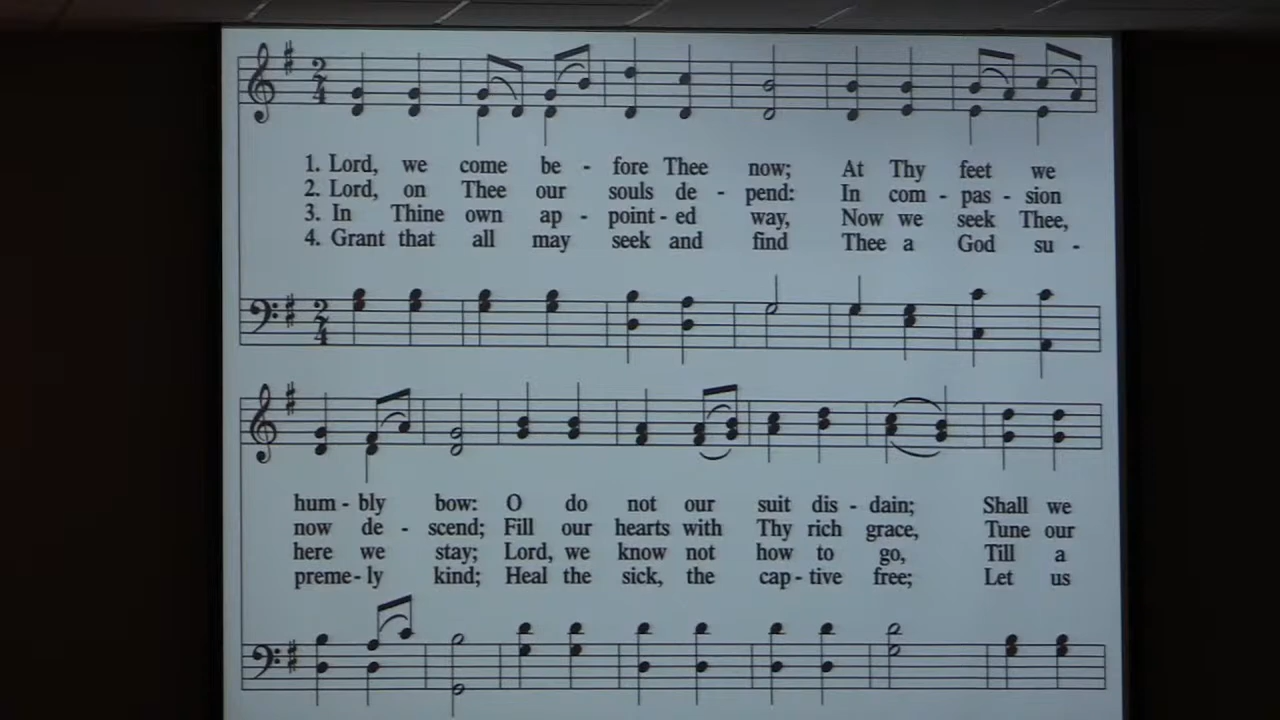 2
4
1. Lord, we come be - fore Thee now; At Thy feet we
2. Lord, on Thee our souls de - pend: In com - pas - sion
3. In Thine own ap - point - ed way, Now we seek Thee,
4. Grant that all may seek and find Thee a God su -
2
4
hum - bly bow: O do not our suit dis - dain; Shall we
now de - scend; Fill our hearts with Thy rich grace, Tune our
here we stay; Lord, we know not how to go, Till a
preme - ly kind; Heal the sick, the cap - tive free; Let us